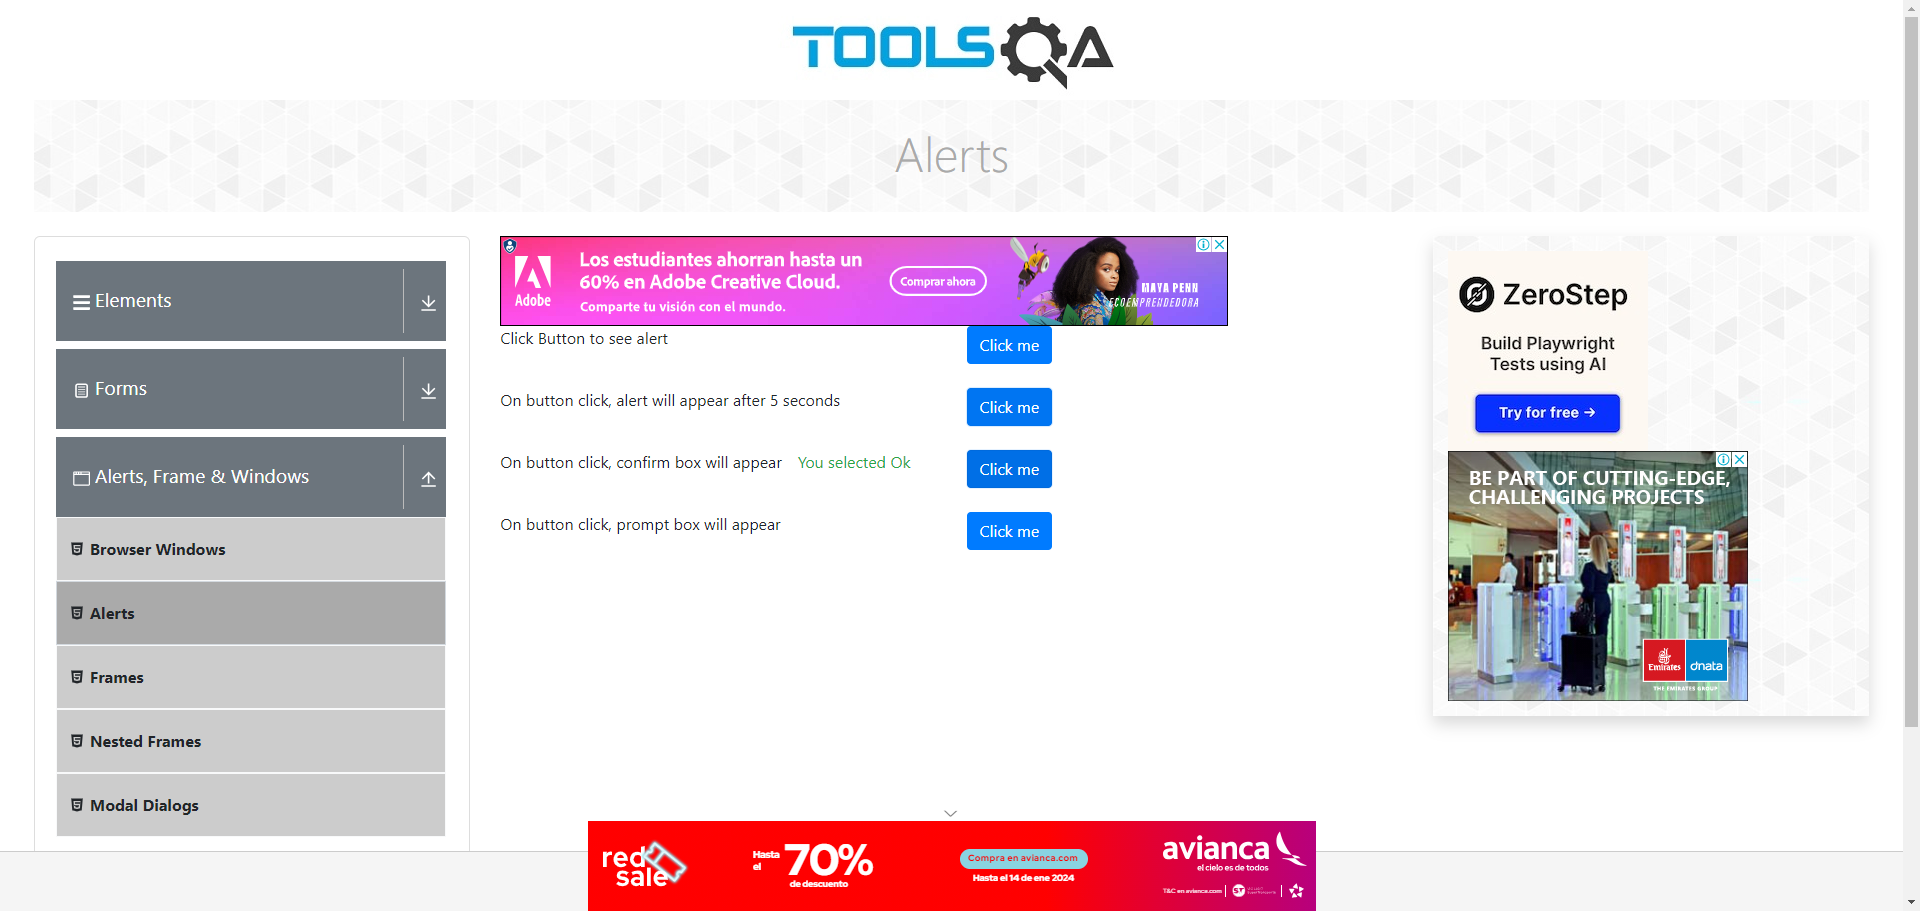 TOOLSQA
Alerts
Elements
Forms
Alerts, Frame & Windows
Browser Windows
Alerts
Frames
Nested Frames
Modal Dialogs
Adobe
Los estudiantes ahorran hasta un
60% en Adobe Creative Cloud.
Comparte tu visión con el mundo.
Comprar ahora
MAYA PENN
ECOEMPRENDEDORA
Click Button to see alert
Click me
On button click, alert will appear after 5 seconds
Click me
On button click, confirm box will appear You selected Ok
Click me
On button click, prompt box will appear
Click me
ZeroStep
Build Playwright
Tests using AI
Try for free →
BE PART OF CUTTING-EDGE,
CHALLENGING PROJECTS
Emirates
dnata
THE EMIRATES GROUP
red
sale
Hasta
el
70%
de descuento
Compra en avianca.com
Hasta el 14 de ene 2024
avianca
el cielo es de todos
T&C en avianca.com